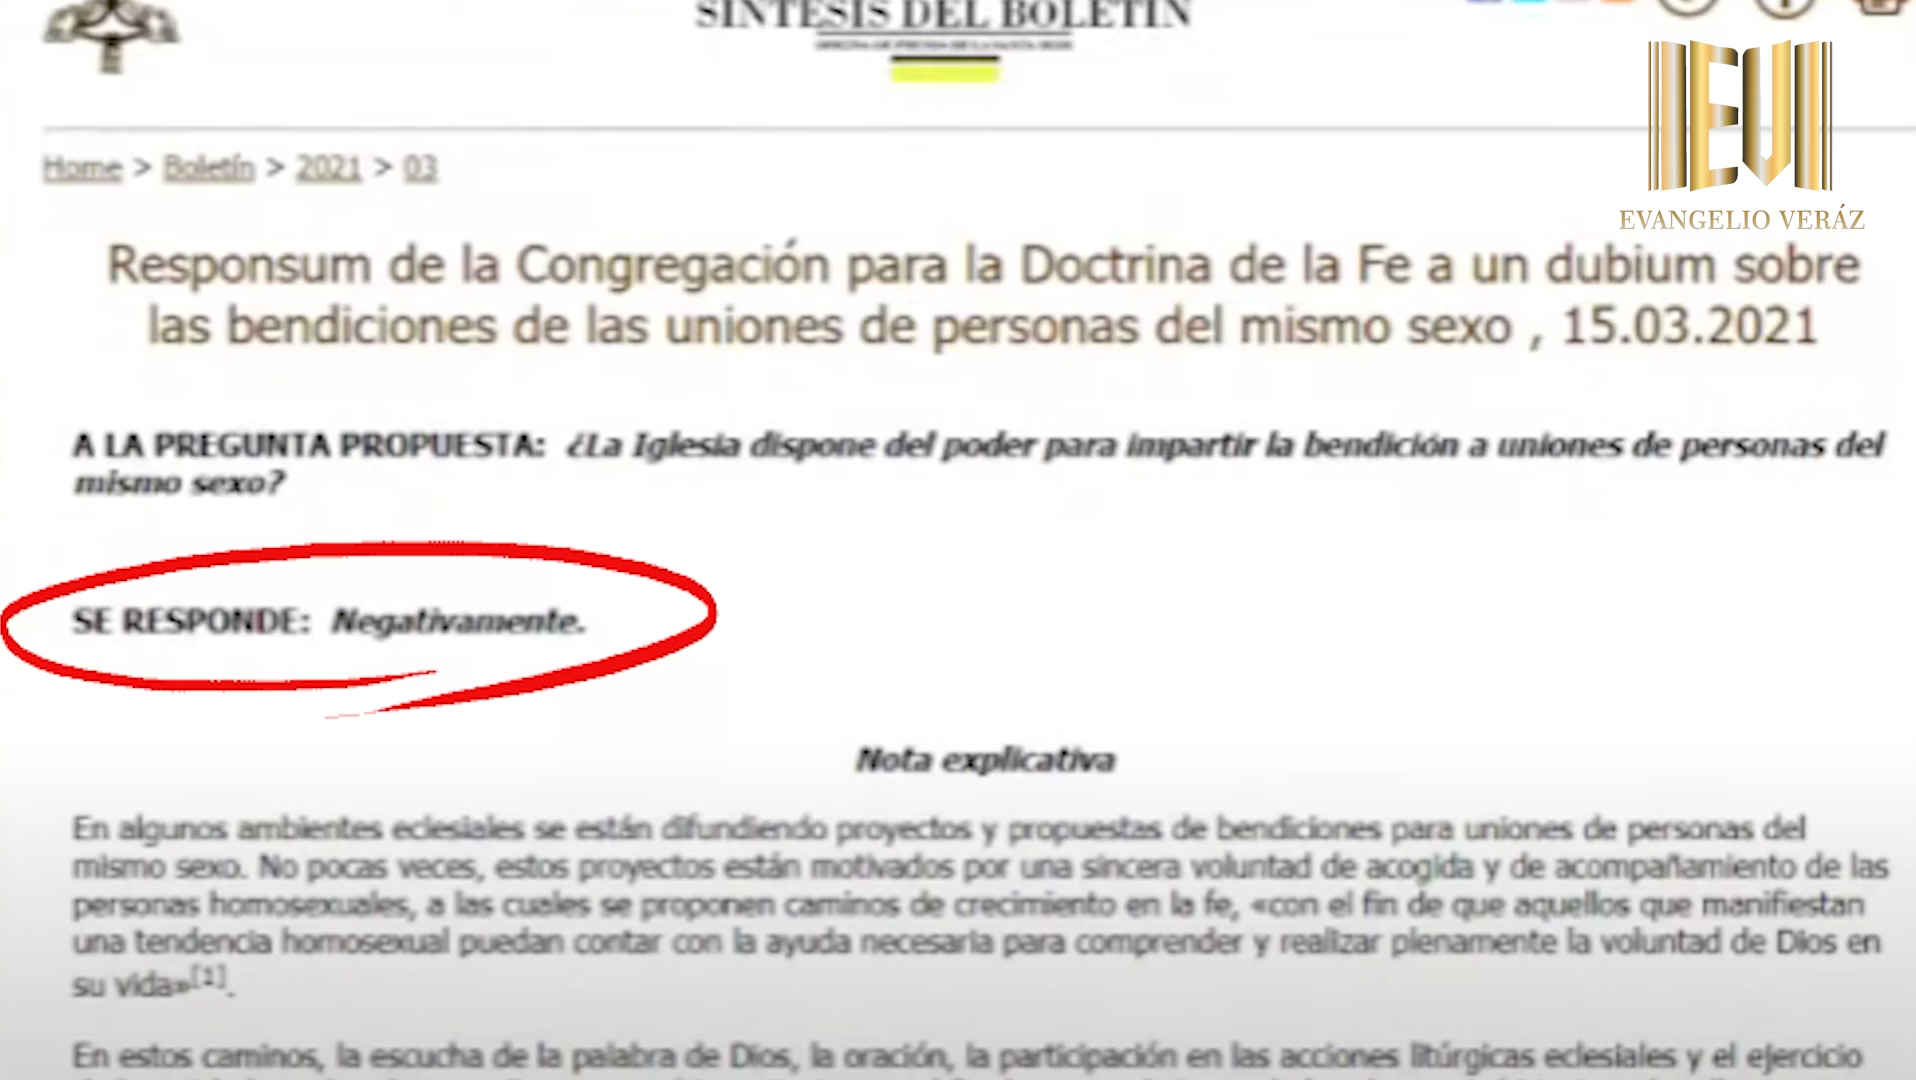 SÍNTESIS DEL BOLETÍN
EVANGELIO VERÁZ
Home > Boletín > 2021 > 03
Responsum de la Congregación para la Doctrina de la Fe a un dubium sobre
las bendiciones de las uniones de personas del mismo sexo , 15.03.2021
A LA PREGUNTA PROPUESTA: ¿La Iglesia dispone del poder para impartir la bendición a uniones de personas del
mismo sexo?
SE RESPONDE: Negativamente.
Nota explicativa
En algunos ambientes eclesiales se están difundiendo proyectos y propuestas de bendiciones para uniones de personas del
mismo sexo. No pocas veces, estos proyectos están motivados por una sincera voluntad de acogida y de acompañamiento de las
personas homosexuales, a las cuales se proponen caminos de crecimiento en la fe, «con el fin de que aquellos que manifiestan
una tendencia homosexual puedan contar con la ayuda necesaria para comprender y realizar plenamente la voluntad de Dios en
su vida»[1].
En estos caminos, la escucha de la palabra de Dios, la oración, la participación en las acciones litúrgicas eclesiales y el ejercicio